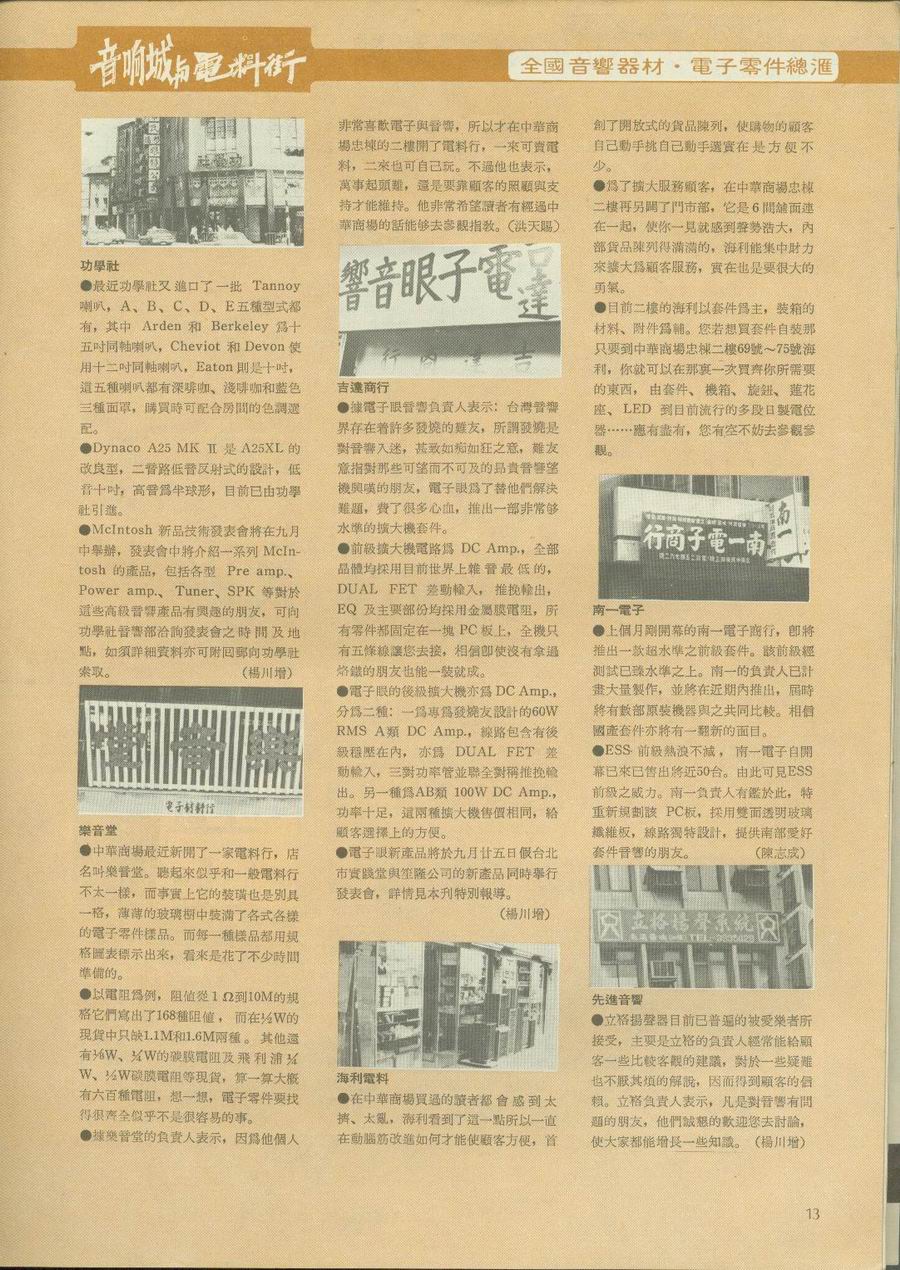 音响城與電料街
全國音響器材・電子零件總滙
功學社
功學社
●最近功學社又進口了一批 Tannoy
喇叭，A、B、C、D、E五種型式都
有，其中 Arden 和 Berkeley 爲十
五吋同軸喇叭，Cheviot 和 Devon 使
用十二吋同軸喇叭，Eaton 則是十吋，
這五種喇叭都有深啡咖、淺啡咖和藍色
三種面罩，購買時可配合房間的色調選
配。
●Dynaco A25 MK Ⅱ 是 A25XL 的
改良型，二音路低音反射式的設計，低
音十吋，高音爲半球形，目前已由功學
社引進。
●McIntosh 新品技術發表會將在九月
中舉辦，發表會中將介紹一系列 McIn-
tosh 的產品，包括各型 Pre amp.、
Power amp.、 Tuner、SPK 等對於
這些高級音響產品有興趣的朋友，可向
功學社音響部洽詢發表會之時間及地
點，如須詳細資料亦可附回郵向功學社
索取。 （楊川增）
樂音堂
電子材料行
樂音堂
●中華商場最近新開了一家電料行，店
名叫樂音堂。聽起來似乎和一般電料行
不太一樣，而事實上它的裝璜也是別具
一格，薄薄的玻璃櫥中裝滿了各式各樣
的電子零件樣品。而每一種樣品都用規
格圖表標示出來，看來是花了不少時間
準備的。
●以電阻爲例，阻值從 1 Ω到10M的規
格它們寫出了168種阻值，而在½W的
現貨中只缺1.1M和1.6M兩種。其他還
有⅛W、¼W的碳膜電阻及飛利浦¼
W、½W碳膜電阻等現貨，算一算大概
有六百種電阻，想一想，電子零件要找
得很齊全似乎不是很容易的事。
●據樂音堂的負責人表示，因爲他個人
非常喜歡電子與音響，所以才在中華商
場忠棟的二樓開了電料行，一來可賣電
料，二來也可自己玩。不過他也表示，
萬事起頭難，還是要靠顧客的照顧與支
持才能維持。他非常希望讀者有經過中
華商場的話能够去參觀指教。（洪天賜）
響音眼子電
吉達
行商達吉
吉達商行
●據電子眼音響負責人表示：台灣音響
界存在着許多發燒的難友，所謂發燒是
對音響入迷，甚致如痴如狂之意，難友
意指對那些可望而不可及的昂貴音響望
機興嘆的朋友，電子眼爲了替他們解決
難題，費了很多心血，推出一部非常够
水準的擴大機套件。
●前級擴大機電路爲 DC Amp.，全部
晶體均採用目前世界上雜音最低的，
DUAL FET 差動輸入，推挽輸出，
EQ 及主要部份均採用金屬膜電阻，所
有零件都固定在一塊 PC 板上，全機只
有五條線讓您去接，相信卽使沒有拿過
烙鐵的朋友也能一裝就成。
●電子眼的後級擴大機亦爲 DC Amp.，
分爲二種：一爲專爲發燒友設計的60W
RMS A類 DC Amp.，線路包含有後
級穩壓在內，亦爲 DUAL FET 差
動輸入，三對功率管並聯全對稱推挽輸
出。另一種爲AB類 100W DC Amp.，
功率十足，這兩種擴大機售價相同，給
顧客選擇上的方便。
●電子眼新產品將於九月廿五日假台北
市實踐堂與笙隆公司的新產品同時舉行
發表會，詳情見本刊特別報導。
（楊川增）
海利電料
●在中華商場買過的讀者都會感到太
擠、太亂，海利看到了這一點所以一直
在動腦筋改進如何才能使顧客方便，首
創了開放式的貨品陳列，使購物的顧客
自己動手挑自己動手選實在是方便不
少。
●爲了擴大服務顧客，在中華商場忠棟
二樓再另闢了門市部，它是 6 間舖面連
在一起，使你一見就感到聲勢浩大，內
部貨品陳列得滿滿的，海利能集中財力
來擴大爲顧客服務，實在也是要很大的
勇氣。
●目前二樓的海利以套件爲主，裝箱的
材料、附件爲輔。您若想買套件自裝那
只要到中華商場忠棟二樓69號～75號海
利，你就可以在那裏一次買齊你所需要
的東西，由套件、機箱、旋鈕、蓮花
座、LED 到目前流行的多段日製電位
器……應有盡有，您有空不妨去參觀參
觀。
行商子電一南
南一
南一電子
●上個月剛開幕的南一電子商行，卽將
推出一款超水準之前級套件。該前級經
測試已臻水準之上。南一的負責人已計
畫大量製作，並將在近期內推出，屆時
將有數部原裝機器與之共同比較。相信
國產套件亦將有一翻新的面目。
●ESS 前級熱浪不減，南一電子自開
幕已來已售出將近50台。由此可見ESS
前級之威力。南一負責人有鑑於此，特
重新規劃該 PC板，採用雙面透明玻璃
纖維板，線路獨特設計，提供南部愛好
套件音響的朋友。 （陳志成）
立格揚聲系統
先進音響
●立格揚聲器目前已普遍的被愛樂者所
接受，主要是立格的負責人經常能給顧
客一些比較客觀的建議，對於一些疑難
也不厭其煩的解說，因而得到顧客的信
賴。立格負責人表示，凡是對音響有問
題的朋友，他們誠懇的歡迎您去討論，
使大家都能增長一些知識。（楊川增）
13